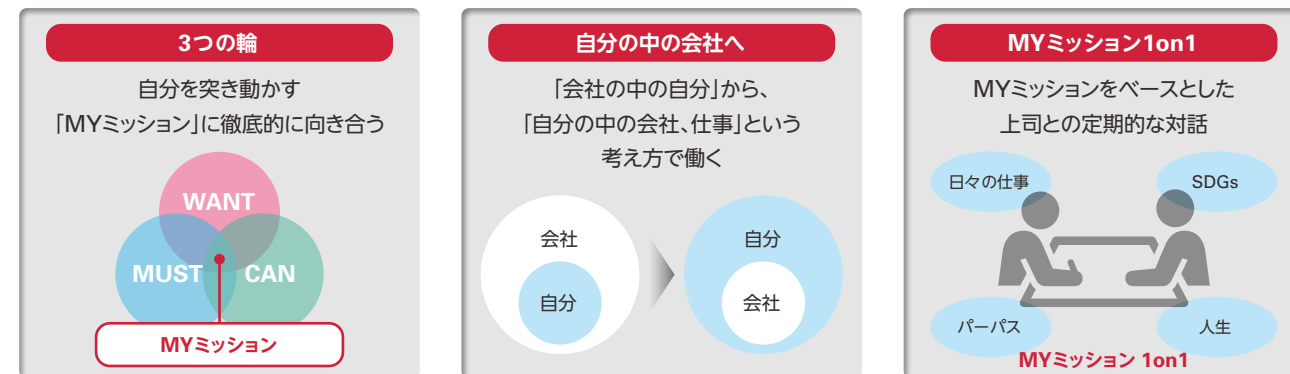 3つの輪
自分を突き動かす
「MYミッション」に徹底的に向き合う
WANT
MUST
CAN
MYミッション
自分の中の会社へ
「会社の中の自分」から、
「自分の中の会社、仕事」という
考え方で働く
会社
自分
自分
会社
MYミッション1on1
MYミッションをベースとした
上司との定期的な対話
日々の仕事
SDGs
パーパス
人生
MYミッション 1on1